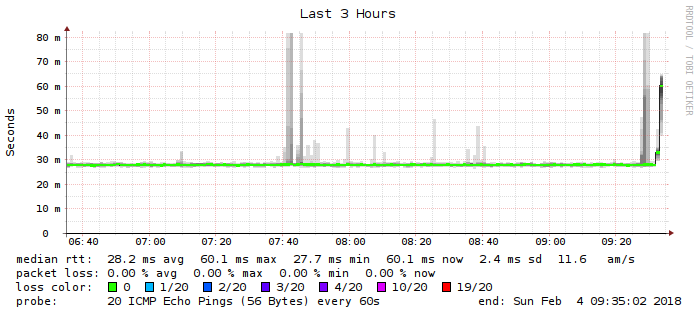 Last 3 Hours
RRDTOOL / TOBI OETIKER
Seconds
80 m
70 m
60 m
50 m
40 m
30 m
20 m
10 m
0
06:40 07:00 07:20 07:40 08:00 08:20 08:40 09:00 09:20
median rtt: 28.2 ms avg 60.1 ms max 27.7 ms min 60.1 ms now 2.4 ms sd 11.6 am/s
packet loss: 0.00 % avg 0.00 % max 0.00 % min 0.00 % now
loss color: 0 1/20 2/20 3/20 4/20 10/20 19/20
probe: 20 ICMP Echo Pings (56 Bytes) every 60s end: Sun Feb 4 09:35:02 2018